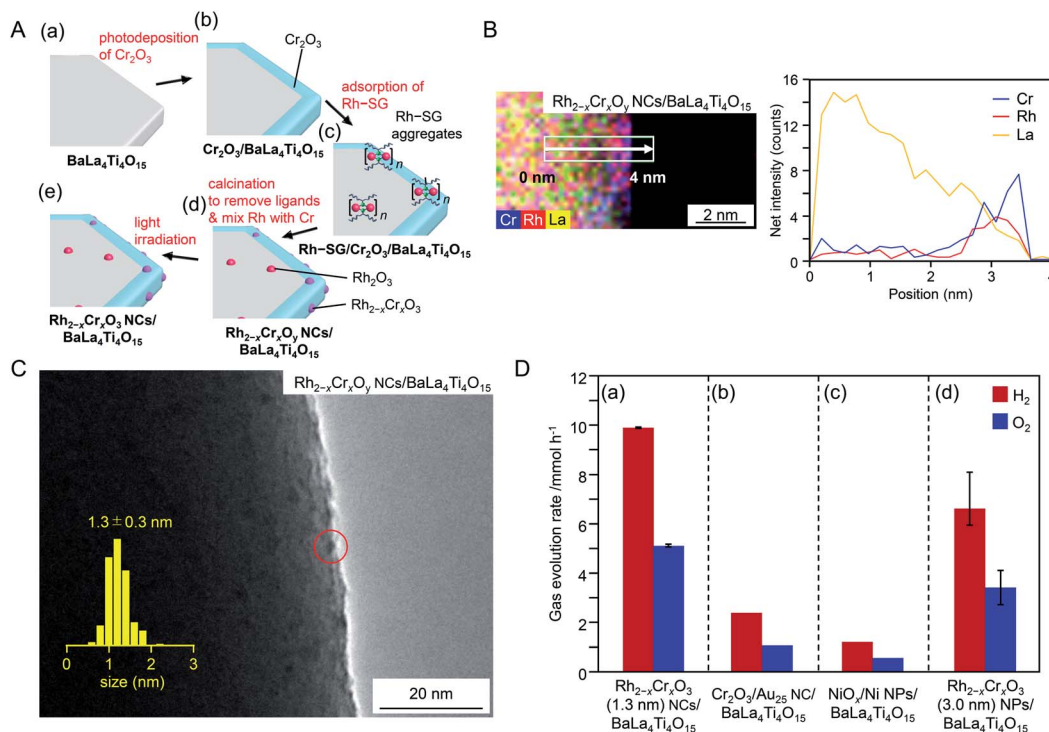 A
(a)
photodeposition
of Cr₂O₃
BaLa₄Ti₄O₁₅
(b)
Cr₂O₃
Cr₂O₃/BaLa₄Ti₄O₁₅
adsorption of
Rh−SG
(c)
Rh−SG
aggregates
n
n
n
Rh−SG/Cr₂O₃/BaLa₄Ti₄O₁₅
calcination
to remove ligands
& mix Rh with Cr
(d)
Rh₂O₃
Rh₂₋ₓCrₓO₃
Rh₂₋ₓCrₓOᵧ NCs/
BaLa₄Ti₄O₁₅
light
irradiation
(e)
Rh₂₋ₓCrₓO₃ NCs/
BaLa₄Ti₄O₁₅
B
Rh₂₋ₓCrₓOᵧ NCs/BaLa₄Ti₄O₁₅
0 nm
4 nm
Cr Rh La
2 nm
Net intensity (counts)
16
12
8
4
0
0 1 2 3 4
Position (nm)
Cr
Rh
La
C
Rh₂₋ₓCrₓOᵧ NCs/BaLa₄Ti₄O₁₅
1.3 ± 0.3 nm
0 1 2 3
size (nm)
20 nm
D
Gas evolution rate /mmol h⁻¹
12
10
8
6
4
2
0
(a)
(b)
(c)
(d)
H₂
O₂
Rh₂₋ₓCrₓO₃
(1.3 nm) NCs/
BaLa₄Ti₄O₁₅
Cr₂O₃/Au₂₅ NC/
BaLa₄Ti₄O₁₅
NiOₓ/Ni NPs/
BaLa₄Ti₄O₁₅
Rh₂₋ₓCrₓO₃
(3.0 nm) NPs/
BaLa₄Ti₄O₁₅